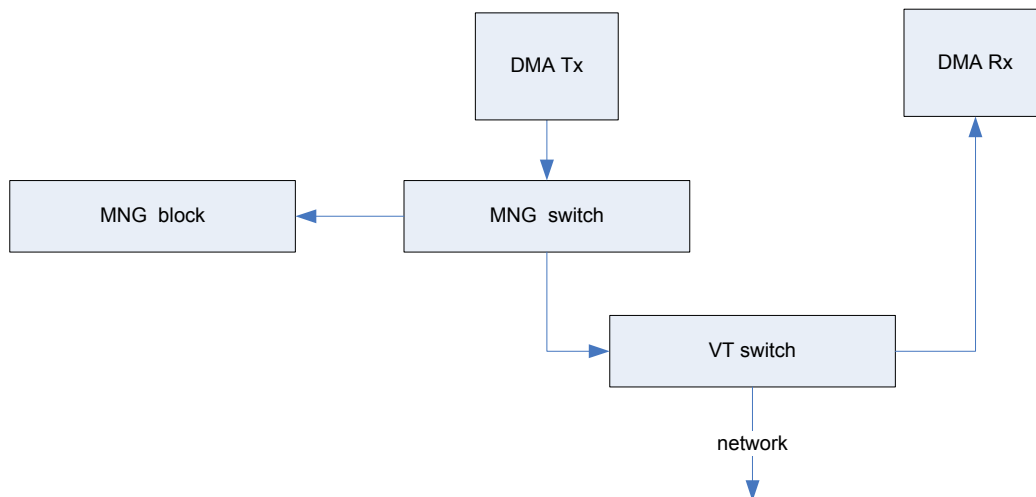 DMA Tx
DMA Rx
MNG block
MNG switch
VT switch
network